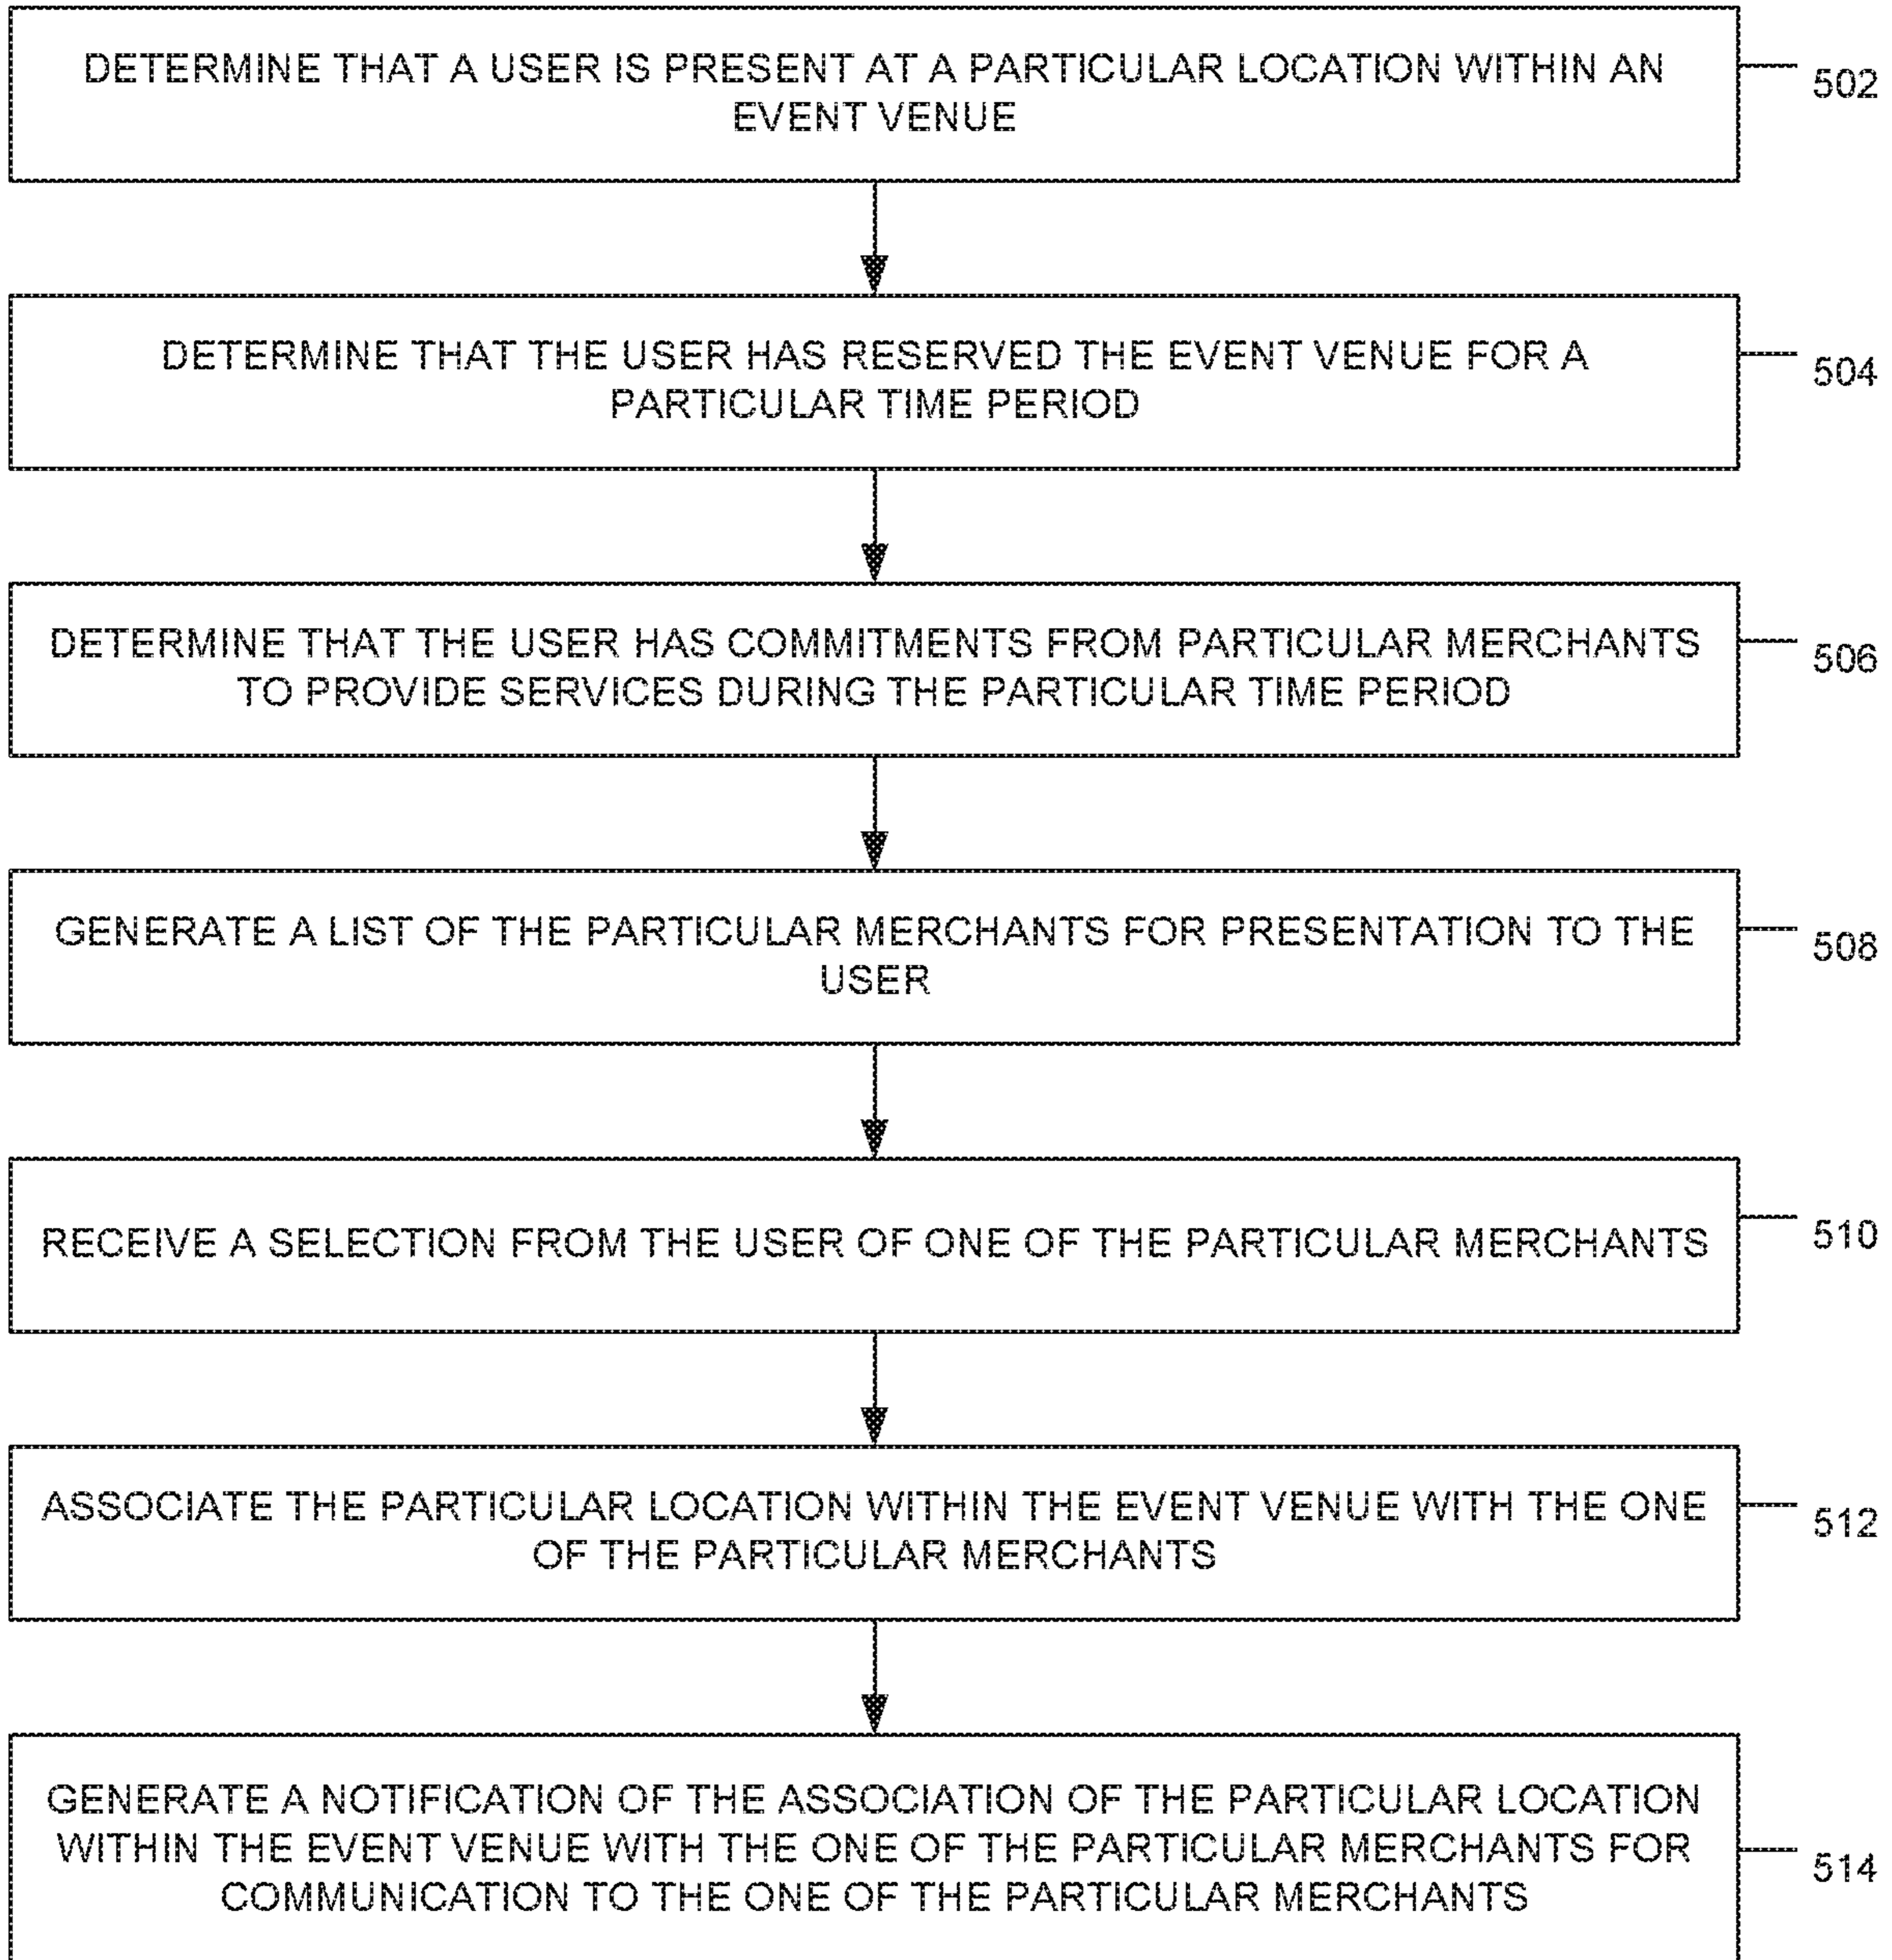 DETERMINE THAT A USER IS PRESENT AT A PARTICULAR LOCATION WITHIN AN
EVENT VENUE
502
DETERMINE THAT THE USER HAS RESERVED THE EVENT VENUE FOR A
PARTICULAR TIME PERIOD
504
DETERMINE THAT THE USER HAS COMMITMENTS FROM PARTICULAR MERCHANTS
TO PROVIDE SERVICES DURING THE PARTICULAR TIME PERIOD
506
GENERATE A LIST OF THE PARTICULAR MERCHANTS FOR PRESENTATION TO THE
USER
508
RECEIVE A SELECTION FROM THE USER OF ONE OF THE PARTICULAR MERCHANTS
510
ASSOCIATE THE PARTICULAR LOCATION WITHIN THE EVENT VENUE WITH THE ONE
OF THE PARTICULAR MERCHANTS
512
GENERATE A NOTIFICATION OF THE ASSOCIATION OF THE PARTICULAR LOCATION
WITHIN THE EVENT VENUE WITH THE ONE OF THE PARTICULAR MERCHANTS FOR
COMMUNICATION TO THE ONE OF THE PARTICULAR MERCHANTS
514